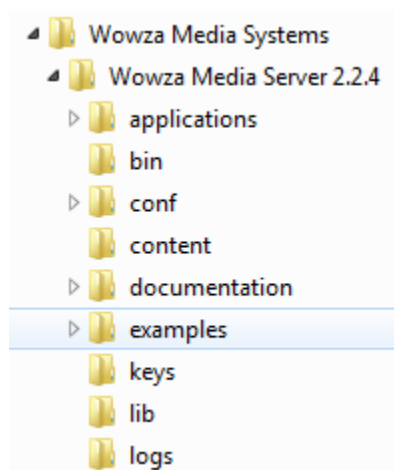 Wowza Media Systems
Wowza Media Server 2.2.4
applications
bin
conf
content
documentation
examples
keys
lib
logs